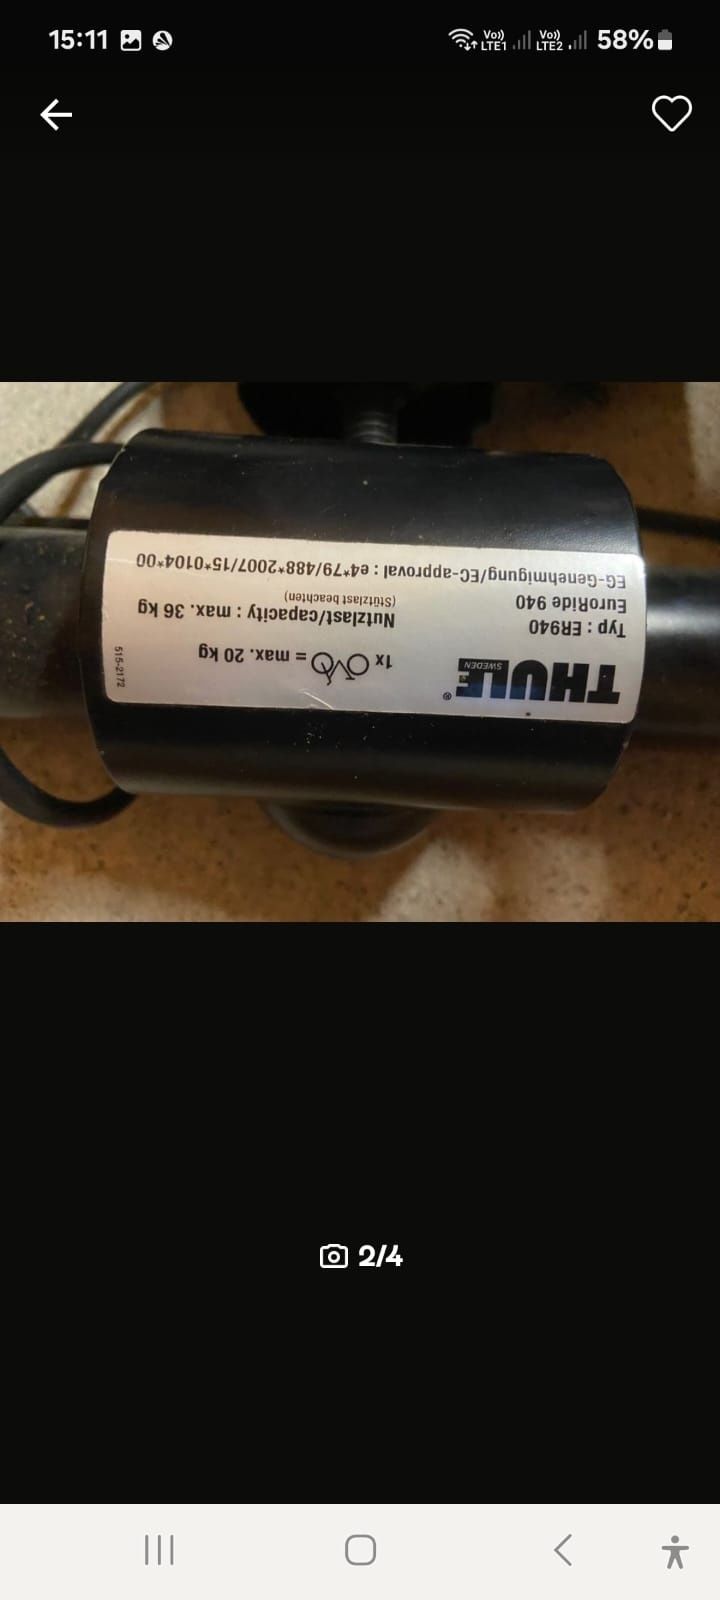 15:11
Vo)) LTE1
Vo)) LTE2
58%
THULE®
SWEDEN
1x = max. 20 kg
515-2172
Typ : ER940
Nutzlast/capacity : max. 36 kg
EuroRide 940
(Stützlast beachten)
EG-Genehmigung/EC-approval : e4*79/488*2007/15*0104*00
2/4